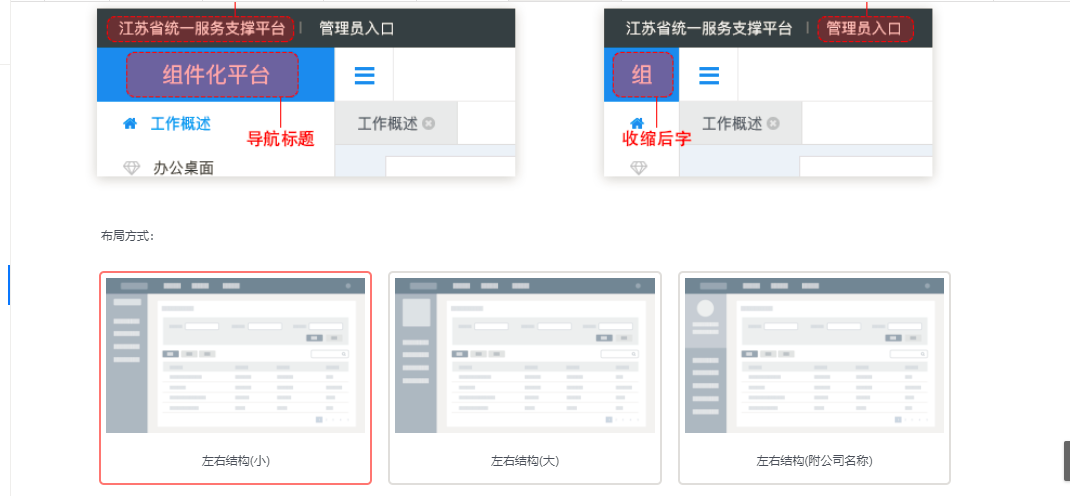 江苏省统一服务支撑平台 | 管理员入口
组件化平台
工作概述
工作概述
导航标题
办公桌面
江苏省统一服务支撑平台 | 管理员入口
组
工作概述
收缩后字
布局方式：
左右结构(小)
左右结构(大)
左右结构(附公司名称)